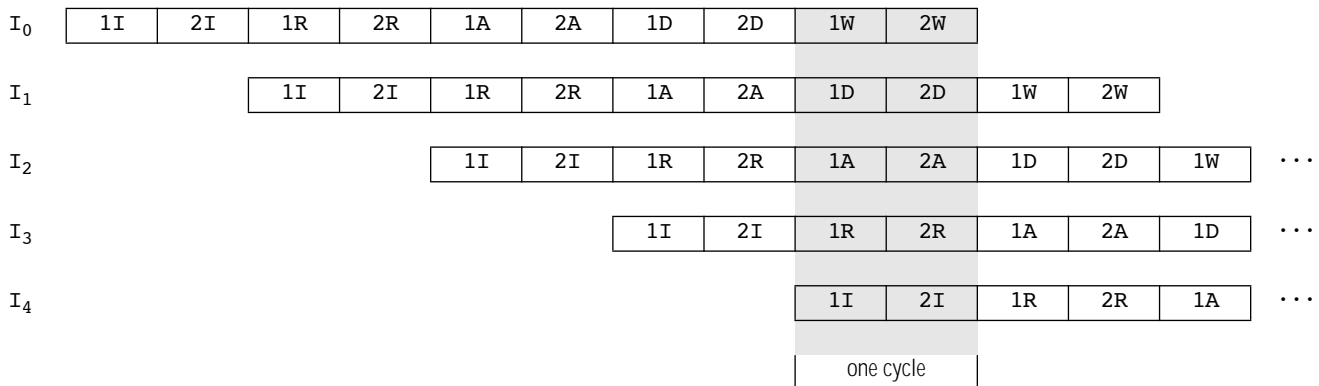 I0 1I 2I 1R 2R 1A 2A 1D 2D 1W 2W
I1 1I 2I 1R 2R 1A 2A 1D 2D 1W 2W
I2 1I 2I 1R 2R 1A 2A 1D 2D 1W ...
I3 1I 2I 1R 2R 1A 2A 1D ...
I4 1I 2I 1R 2R 1A ...
one cycle